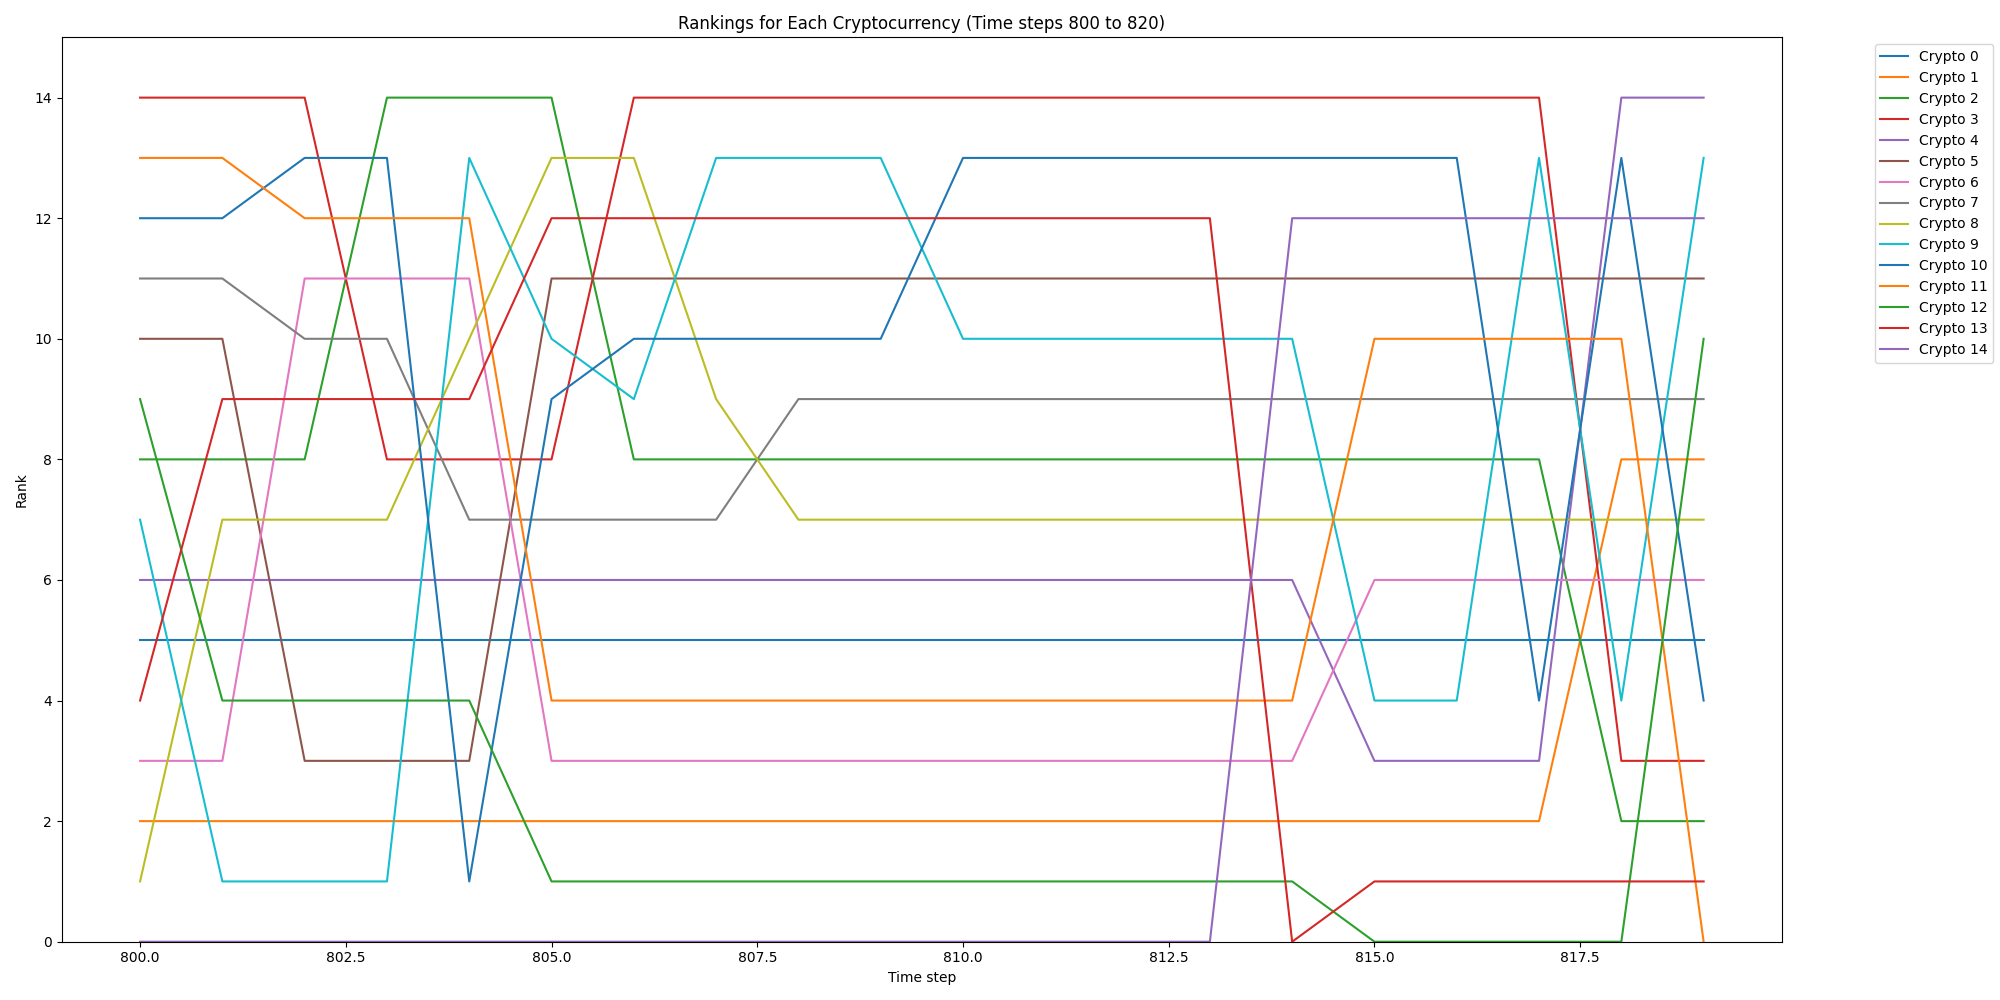 Rankings for Each Cryptocurrency (Time steps 800 to 820)
14
12
10
8
6
4
2
0
Rank
800.0 802.5 805.0 807.5 810.0 812.5 815.0 817.5
Time step
Crypto 0
Crypto 1
Crypto 2
Crypto 3
Crypto 4
Crypto 5
Crypto 6
Crypto 7
Crypto 8
Crypto 9
Crypto 10
Crypto 11
Crypto 12
Crypto 13
Crypto 14